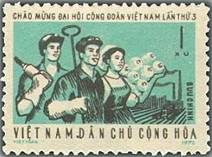 CHÀO MỪNG ĐẠI HỘI CÔNG ĐOÀN VIỆT NAM LẦN THỨ 3
1
XU
BƯU CHÍNH
VIỆT NAM DÂN CHỦ CỘNG HÒA
1972